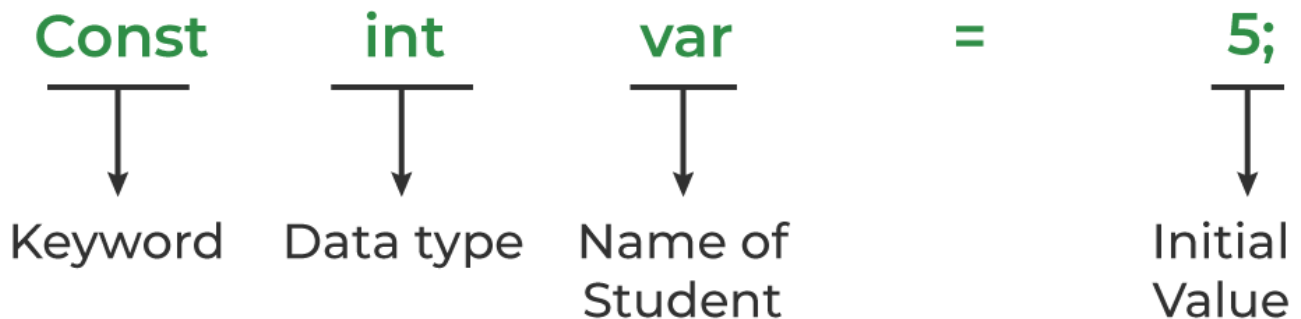 Const int var = 5;
Keyword Data type Name of Student Initial Value